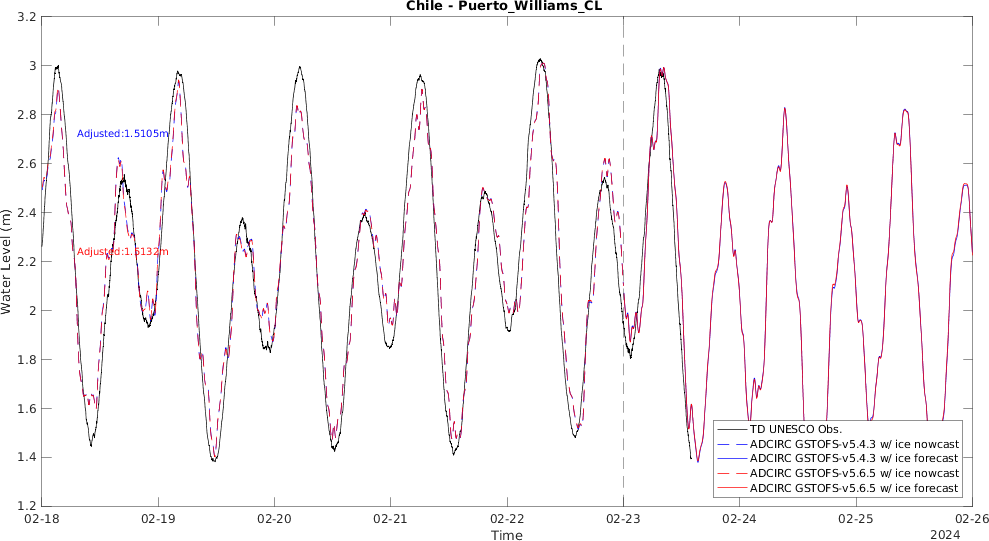 Chile - Puerto_Williams_CL
3.2
3
2.8
2.6
2.4
2.2
2
1.8
1.6
1.4
1.2
Water Level (m)
Adjusted:1.5105m
Adjusted:1.5132m
TD UNESCO Obs.
ADCIRC GSTOFS-v5.4.3 w/ ice nowcast
ADCIRC GSTOFS-v5.4.3 w/ ice forecast
ADCIRC GSTOFS-v5.6.5 w/ ice nowcast
ADCIRC GSTOFS-v5.6.5 w/ ice forecast
02-18 02-19 02-20 02-21 02-22 02-23 02-24 02-25 02-26
Time
2024